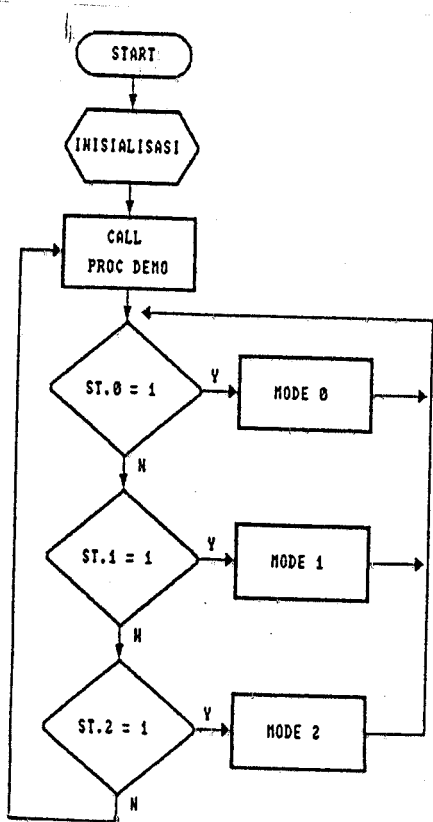 START
INISIALISASI
CALL
PROC DEMO
ST.0 = 1
Y
MODE 0
N
ST.1 = 1
Y
MODE 1
N
ST.2 = 1
Y
MODE 2
N